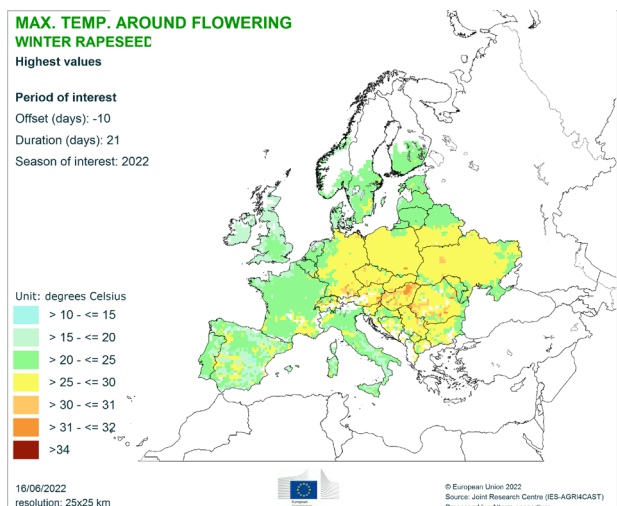 MAX. TEMP. AROUND FLOWERING
WINTER RAPESEED
Highest values
Period of interest
Offset (days): -10
Duration (days): 21
Season of interest: 2022
Unit: degrees Celsius
> 10 - <= 15
> 15 - <= 20
> 20 - <= 25
> 25 - <= 30
> 30 - <= 31
> 31 - <= 32
>34
16/06/2022
resolution: 25x25 km
European
© European Union 2022
Source: Joint Research Centre (IES-AGRI4CAST)